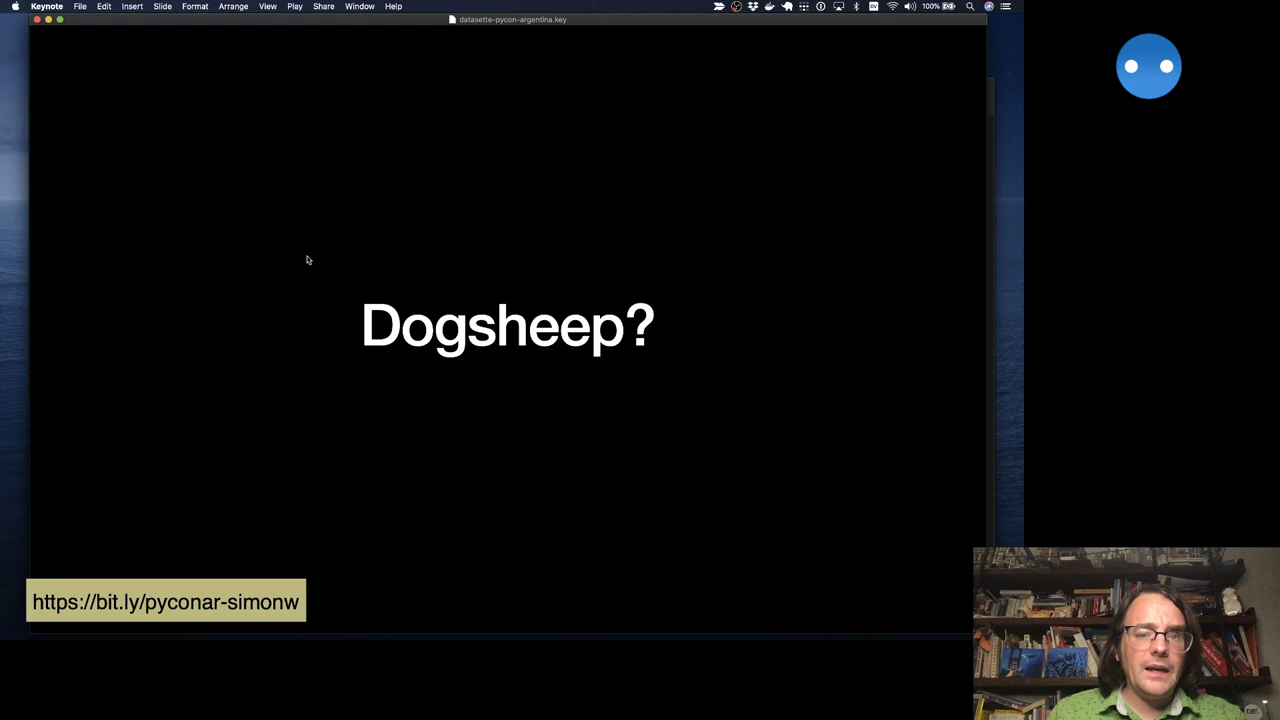 Keynote File Edit Insert Slide Format Arrange View Play Share Window Help 100%
datasette-pycon-argentina.key
Dogsheep?
https://bit.ly/pyconar-simonw